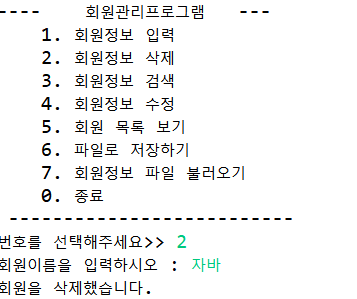 ----    회원관리프로그램    ---
1. 회원정보 입력
2. 회원정보 삭제
3. 회원정보 검색
4. 회원정보 수정
5. 회원 목록 보기
6. 파일로 저장하기
7. 회원정보 파일 불러오기
0. 종료
--------------------------
번호를 선택해주세요>> 2
회원이름을 입력하시오 : 자바
회원을 삭제했습니다.